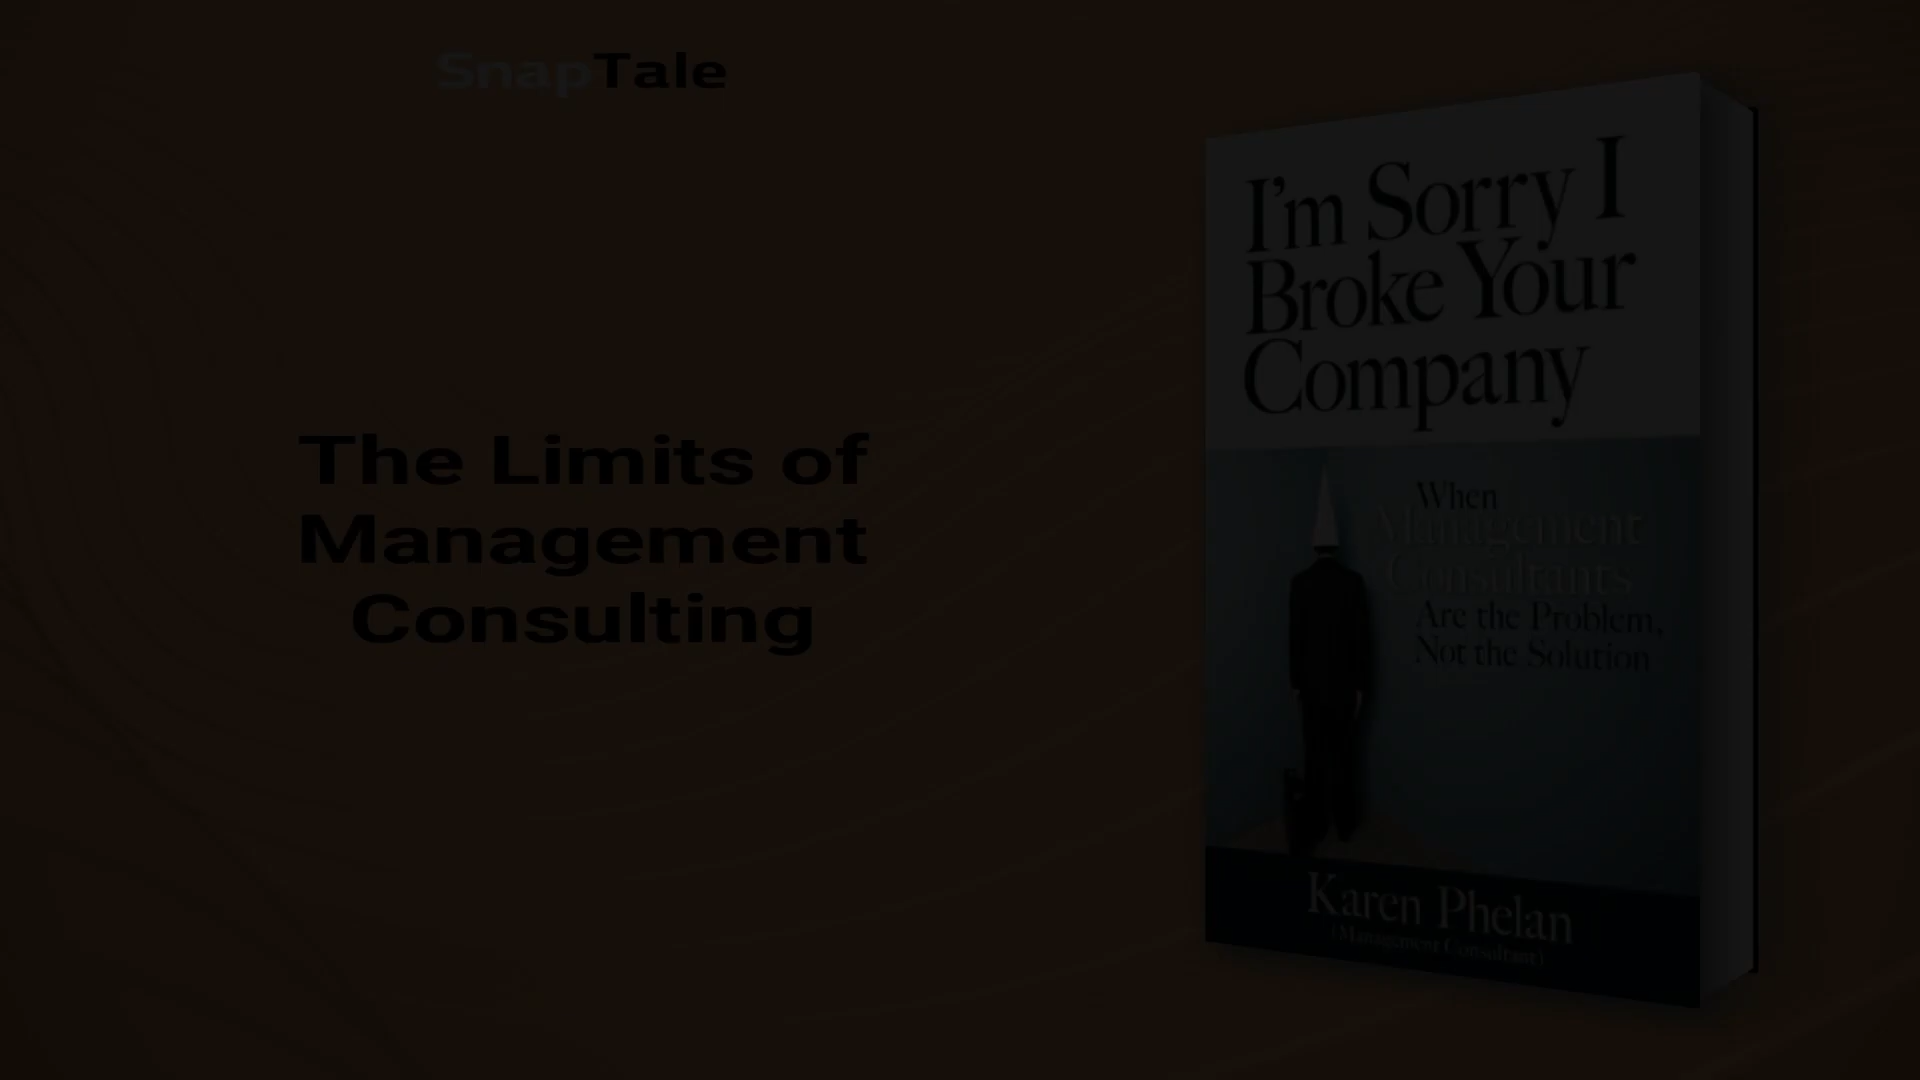 SnapTale
The Limits of
Management
Consulting
I'm Sorry I
Broke Your
Company
When
Management
Consultants
Are the Problem,
Not the Solution
Karen Phelan
(Management Consultant)